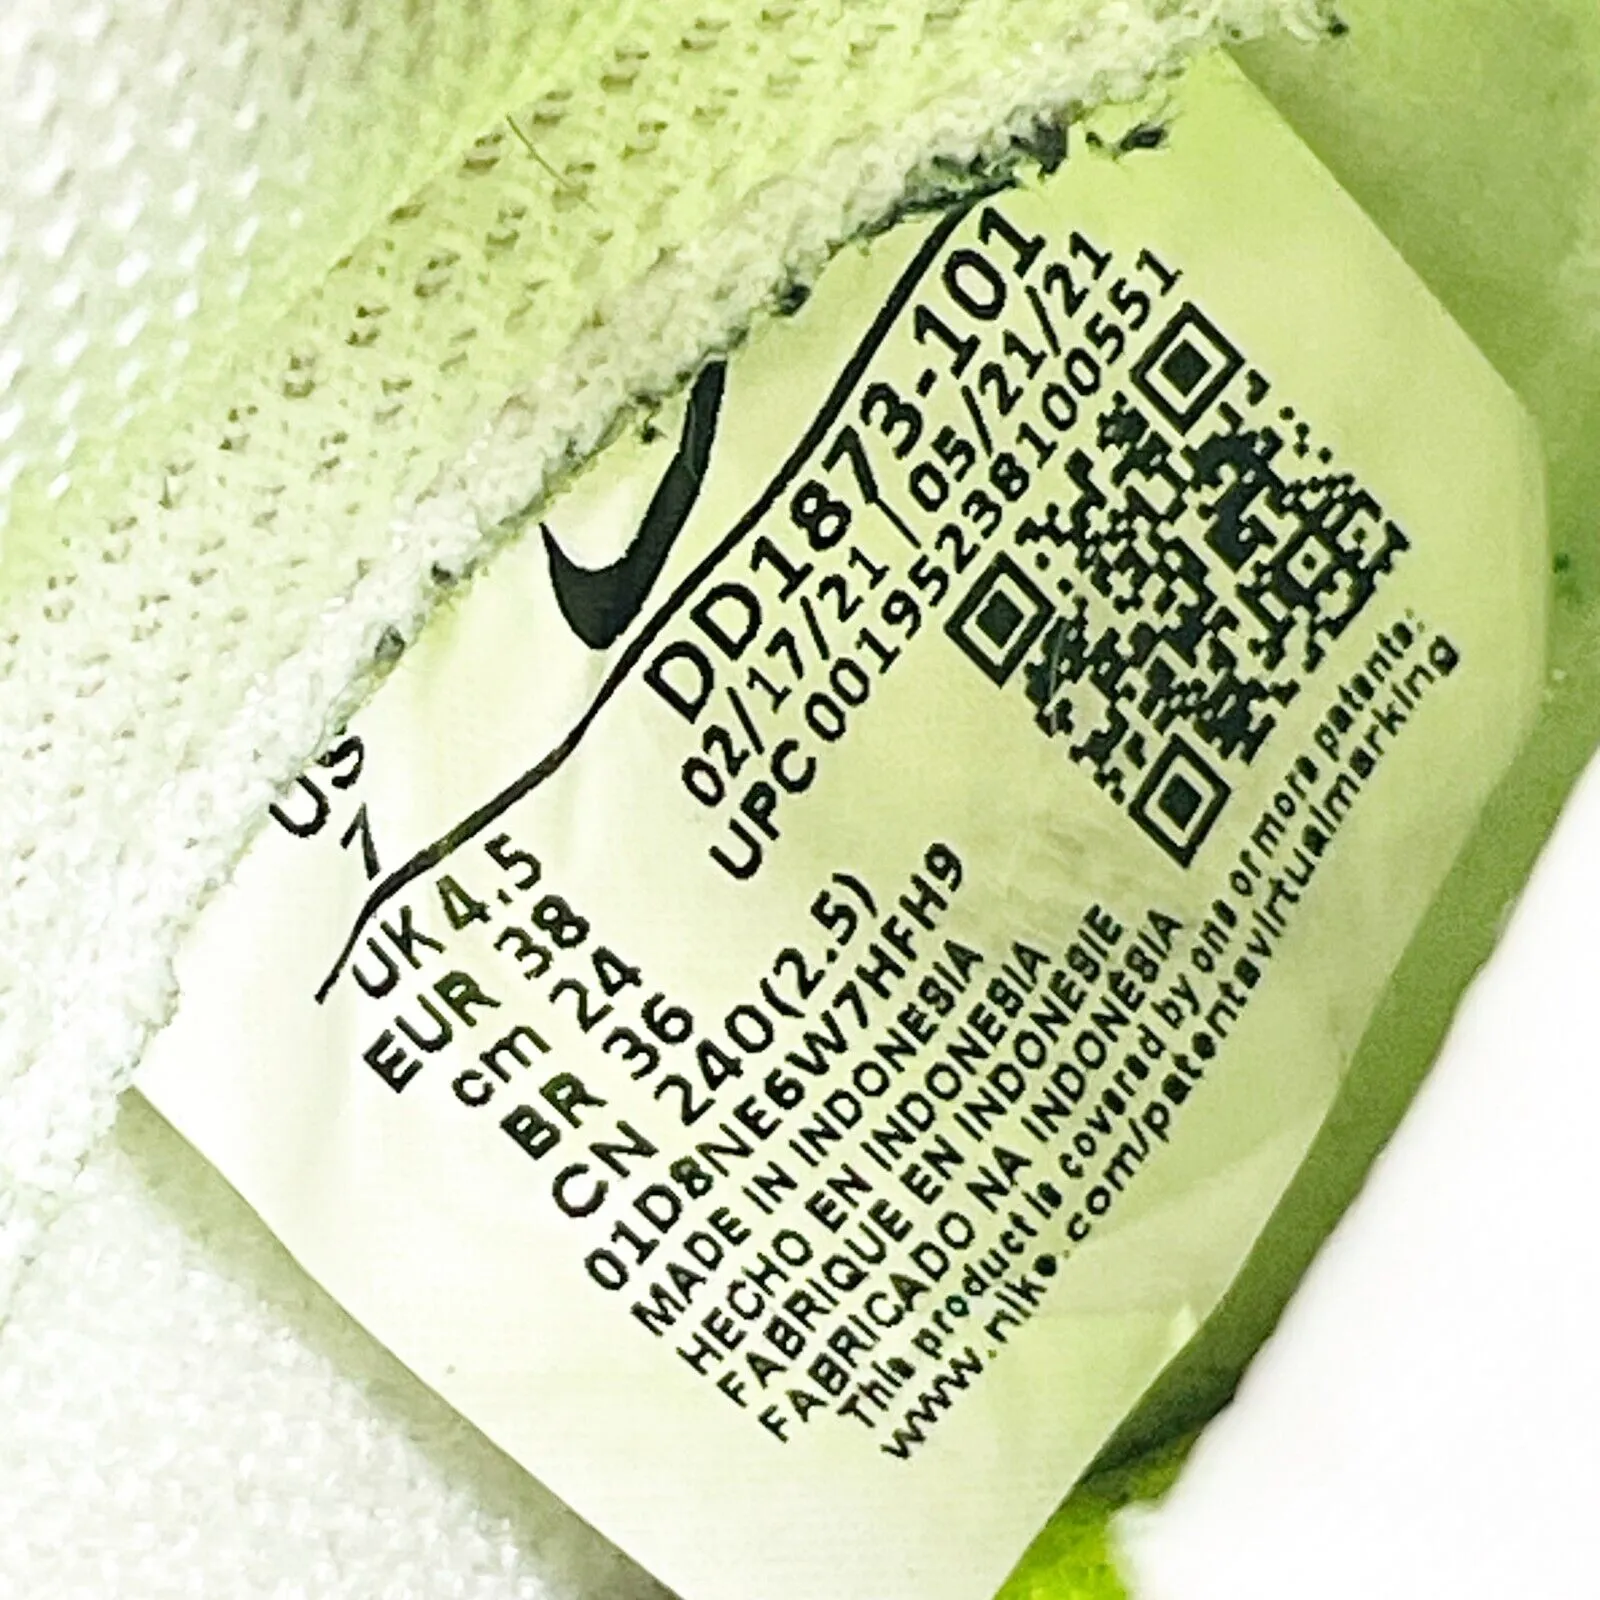 US
7
UK 4.5
EUR 38
cm 24
BR 36
CN 240(2.5)
DD1873-101
02/17/21 / 05/21/21
UPC 00195238100551
01D8NE6W7HFH9
MADE IN INDONESIA
HECHO EN INDONESIA
FABRIQUE EN INDONESIE
FABRICADO NA INDONÉSIA
This product is covered by one or more patents:
www.nike.com/patentsvirtualmarking